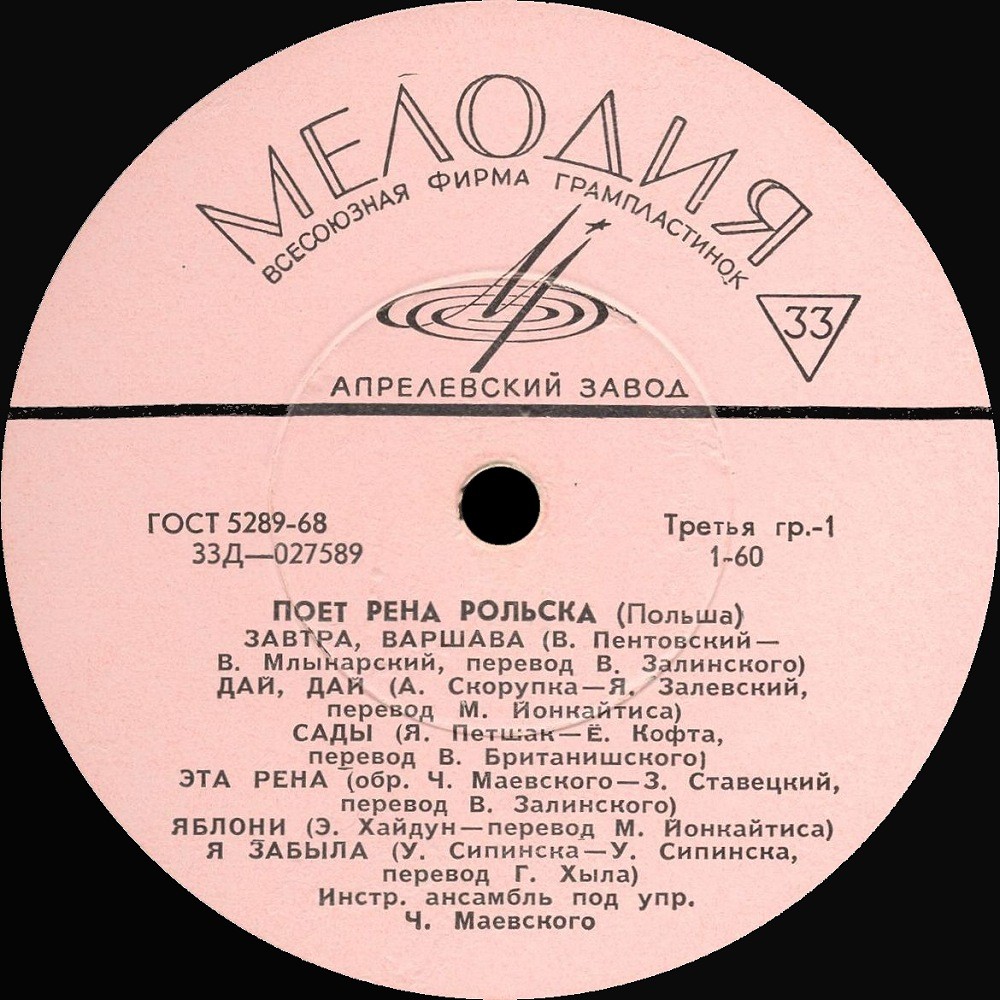 МЕЛОДИЯ
ВСЕСОЮЗНАЯ ФИРМА ГРАМПЛАСТИНОК
33
АПРЕЛЕВСКИЙ ЗАВОД
ГОСТ 5289-68
Третья гр.-1
33Д—027589
1-60
ПОЕТ РЕНА РОЛЬСКА (Польша)
ЗАВТРА, ВАРШАВА (В. Пентовский—
В. Млынарский, перевод В. Залинского)
ДАЙ, ДАЙ (А. Скорупка—Я. Залевский,
перевод М. Йонкайтиса)
САДЫ (Я. Петшак—Ё. Кофта,
перевод В. Британишского)
ЭТА РЕНА (обр. Ч. Маевского—З. Ставецкий,
перевод В. Залинского)
ЯБЛОНИ (Э. Хайдун—перевод М. Йонкайтиса)
Я ЗАБЫЛА (У. Сипинска—У. Сипинска,
перевод Г. Хыла)
Инстр. ансамбль под упр.
Ч. Маевского